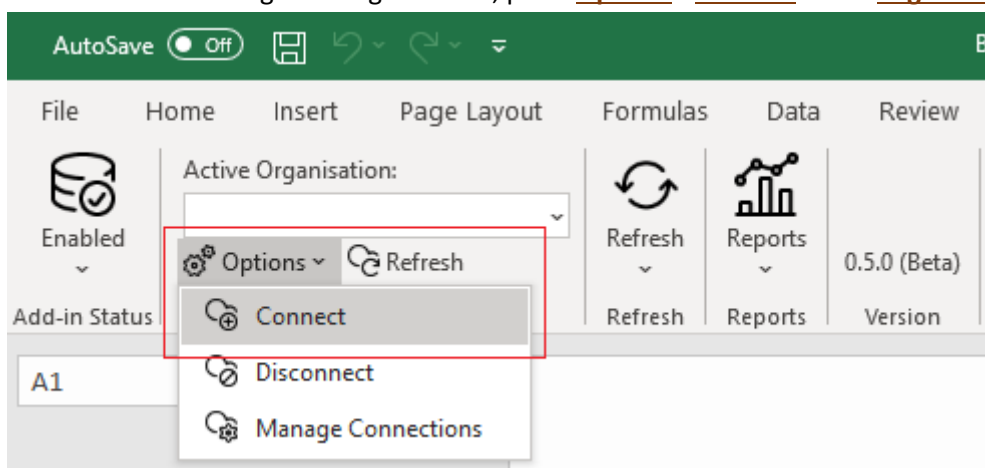 AutoSave Off
File Home Insert Page Layout Formulas Data Review
Active Organisation:
Enabled
Options Refresh
Refresh
Reports
0.5.0 (Beta)
Add-in Status
Connect
Refresh
Reports
Version
A1
Disconnect
Manage Connections